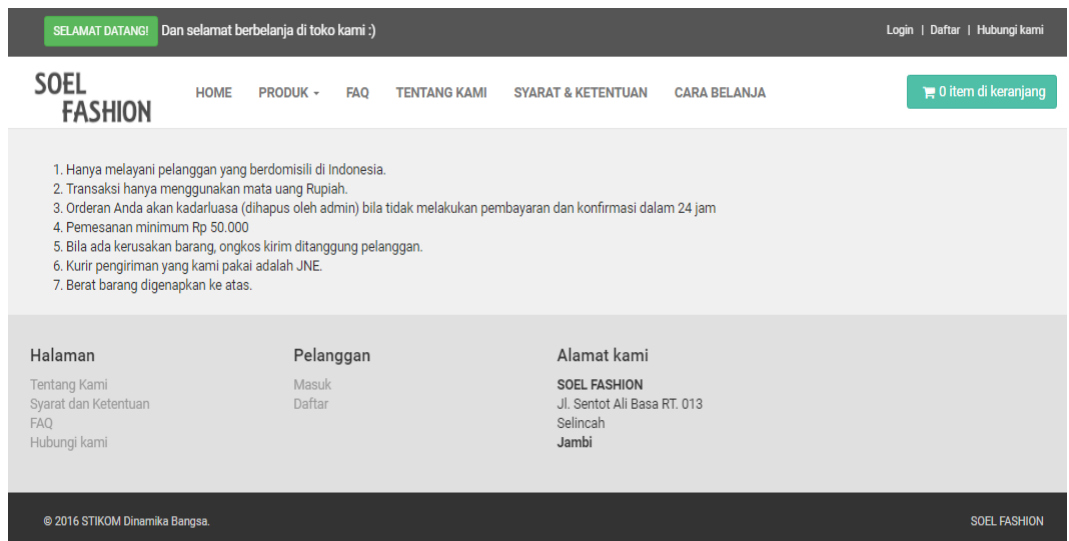 SELAMAT DATANG! Dan selamat berbelanja di toko kami :)
Login | Daftar | Hubungi kami
SOEL
FASHION
HOME PRODUK FAQ TENTANG KAMI SYARAT & KETENTUAN CARA BELANJA
0 item di keranjang
1. Hanya melayani pelanggan yang berdomisili di Indonesia.
2. Transaksi hanya menggunakan mata uang Rupiah.
3. Orderan Anda akan kadarluasa (dihapus oleh admin) bila tidak melakukan pembayaran dan konfirmasi dalam 24 jam
4. Pemesanan minimum Rp 50.000
5. Bila ada kerusakan barang, ongkos kirim ditanggung pelanggan.
6. Kurir pengiriman yang kami pakai adalah JNE.
7. Berat barang digenapkan ke atas.
Halaman
Tentang Kami
Syarat dan Ketentuan
FAQ
Hubungi kami
Pelanggan
Masuk
Daftar
Alamat kami
SOEL FASHION
Jl. Sentot Ali Basa RT. 013
Selincah
Jambi
© 2016 STIKOM Dinamika Bangsa.
SOEL FASHION